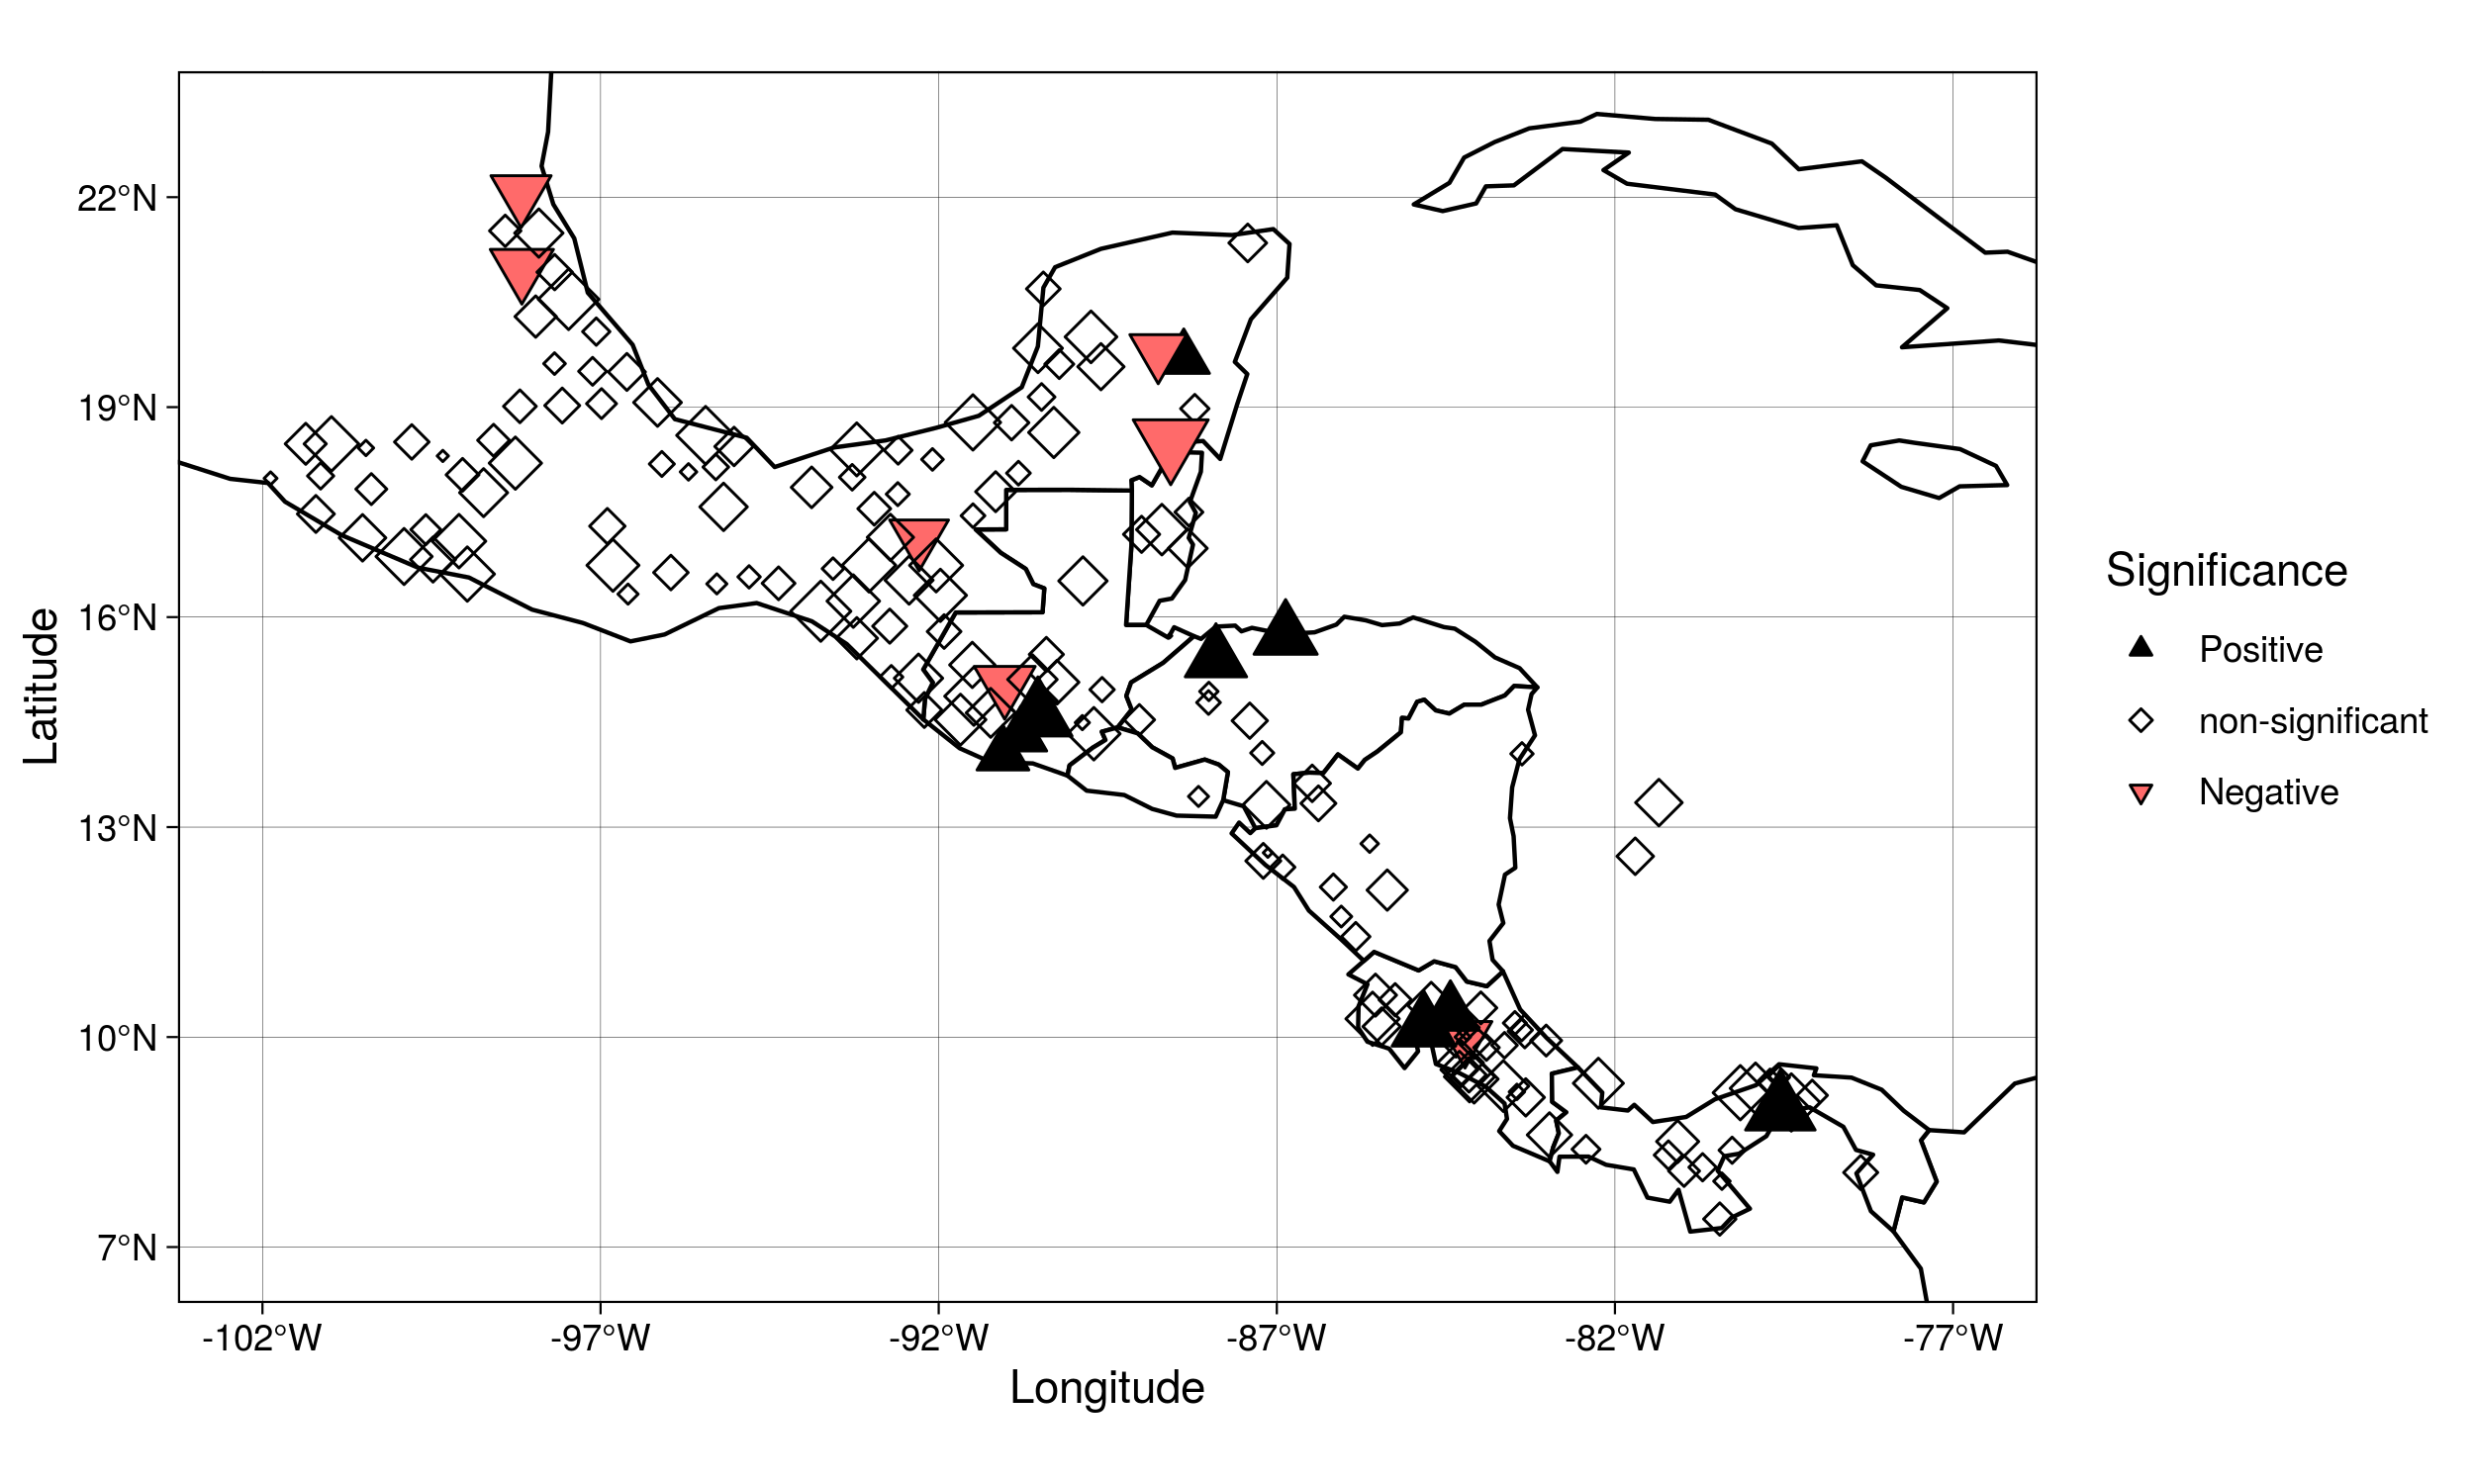 22°N
19°N
16°N
13°N
10°N
7°N
Latitude
-102°W -97°W -92°W -87°W -82°W -77°W
Longitude
Significance
Positive
non-significant
Negative